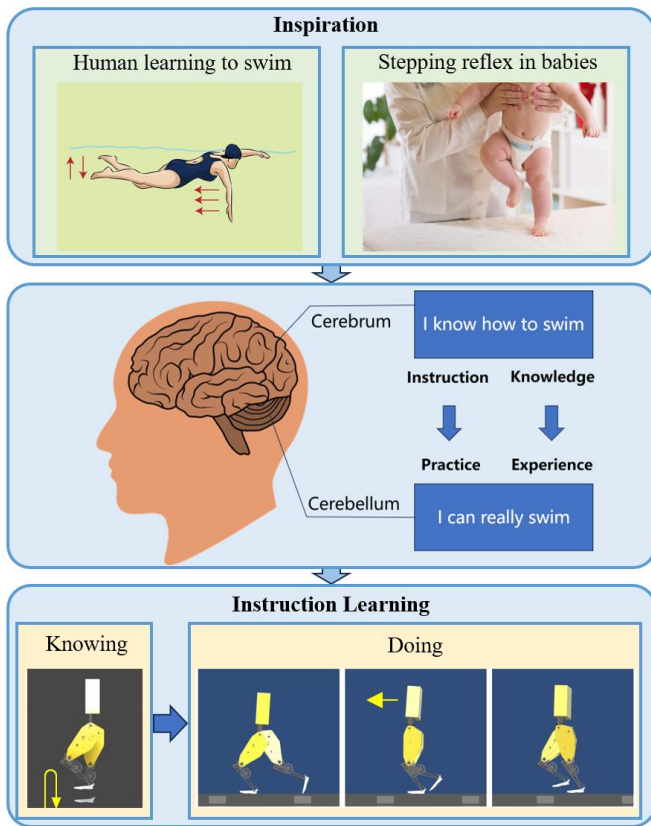 Inspiration
Human learning to swim
Stepping reflex in babies
Cerebrum
I know how to swim
Instruction Knowledge
Practice Experience
Cerebellum
I can really swim
Instruction Learning
Knowing
Doing